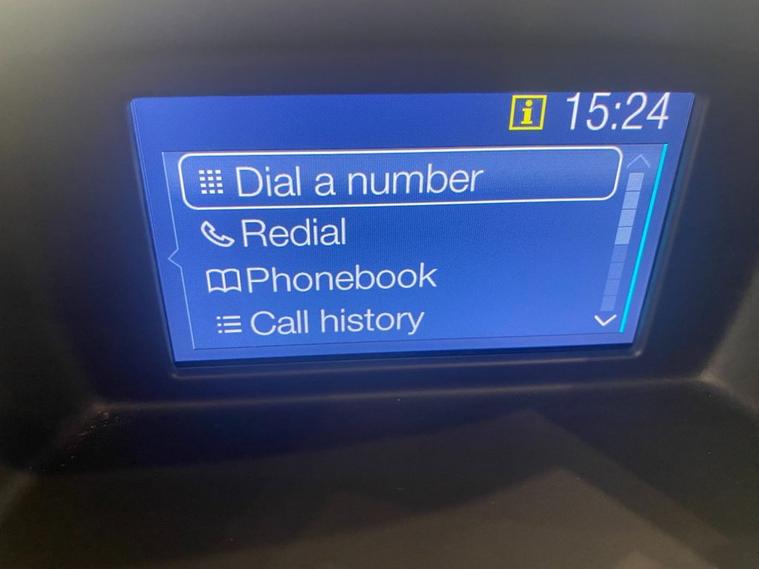 i 15:24
Dial a number
Redial
Phonebook
Call history